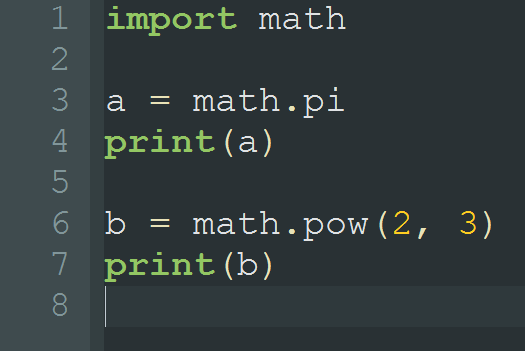 1 import math
2
3 a = math.pi
4 print(a)
5
6 b = math.pow(2, 3)
7 print(b)
8